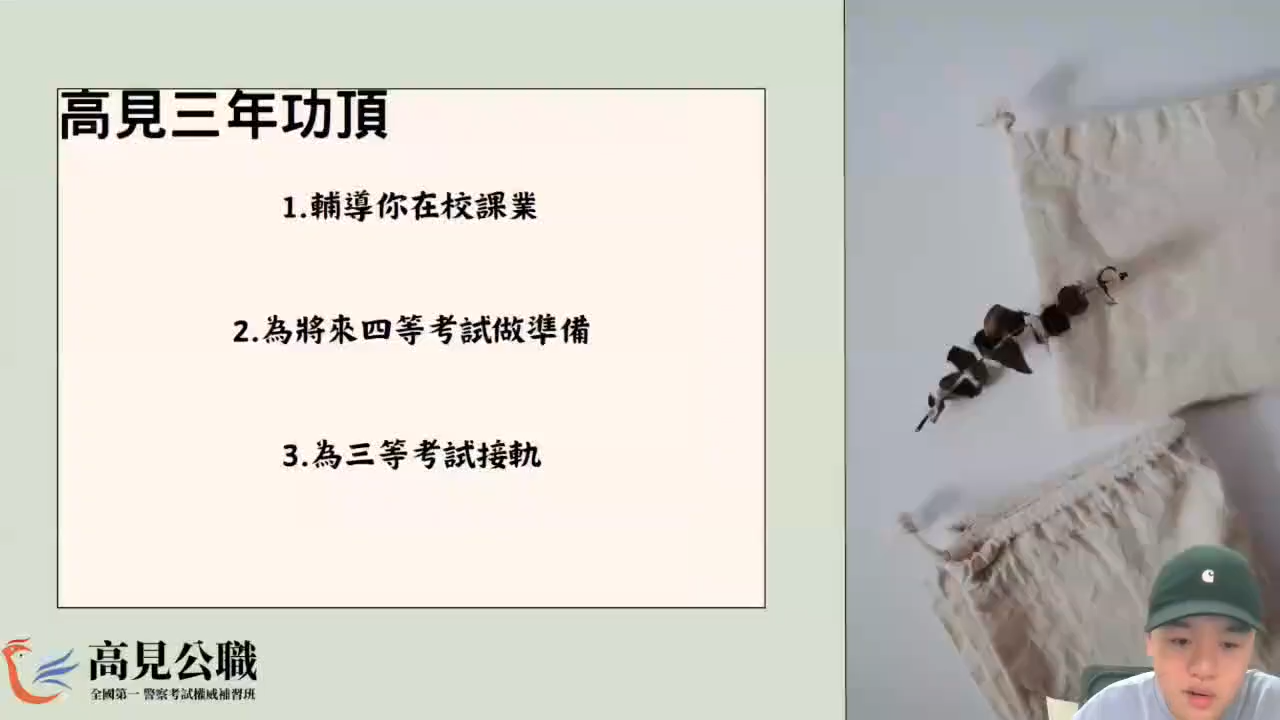 高見三年功頂
1.輔導你在校課業
2.為將來四等考試做準備
3.為三等考試接軌
高見公職
全國第一 警察考試權威補習班